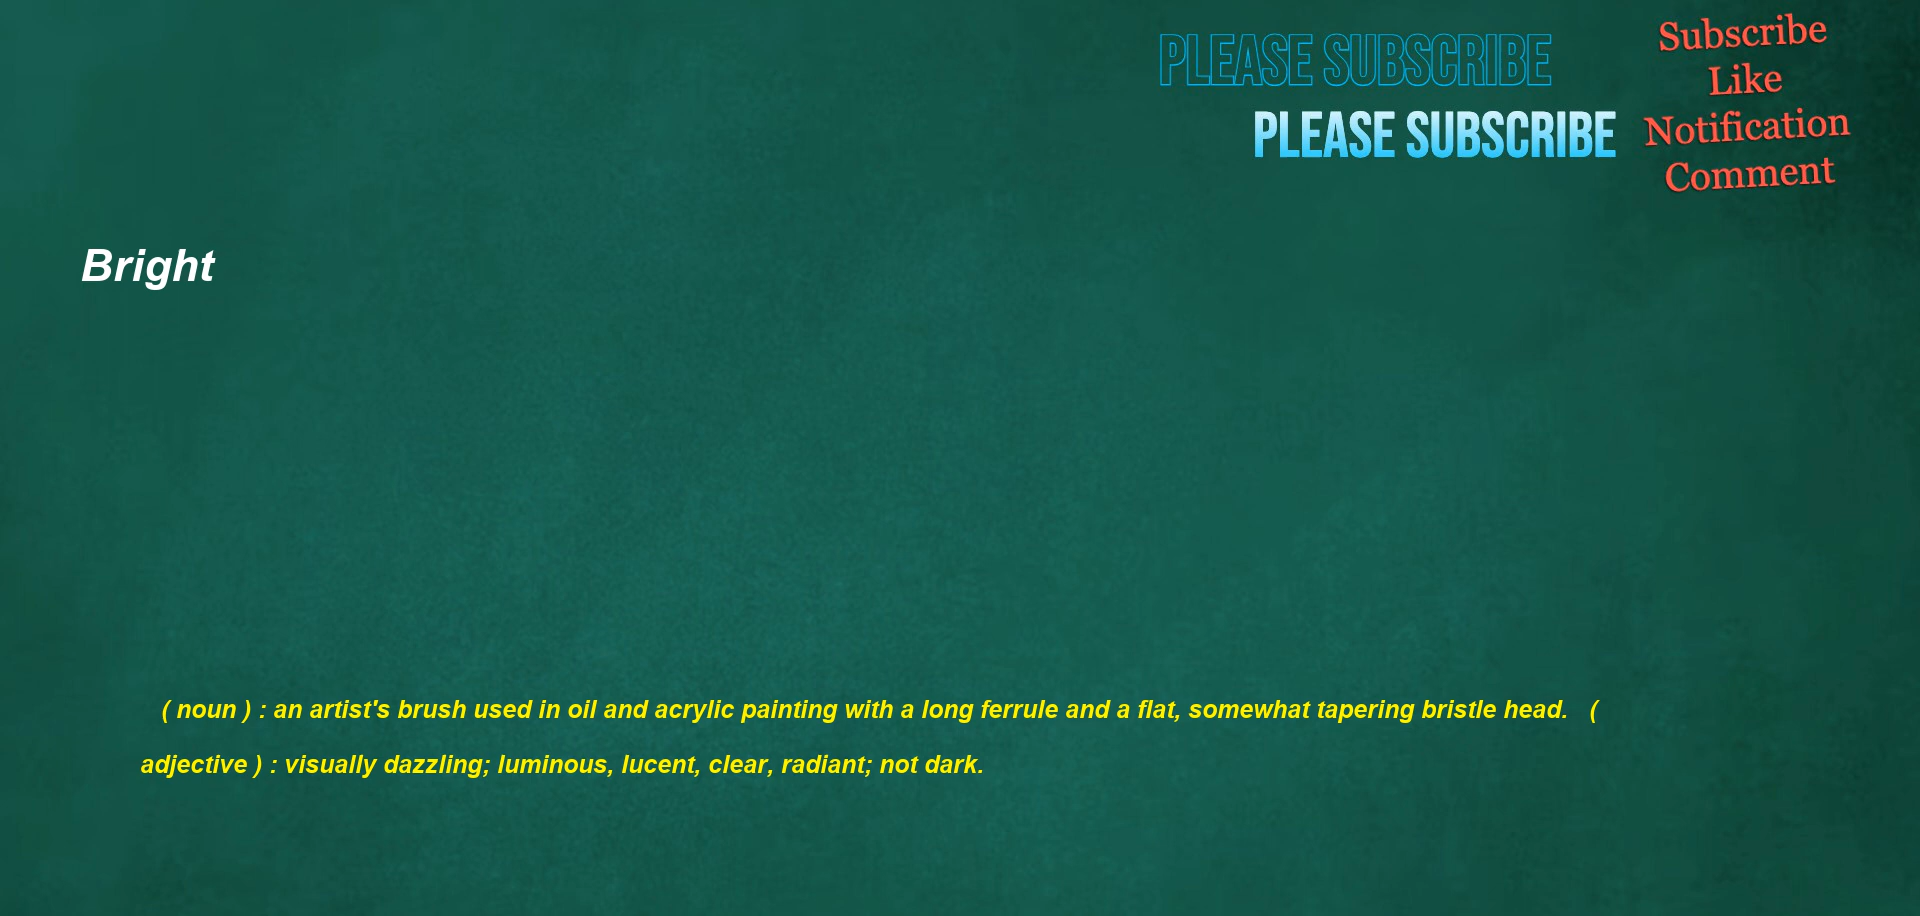 PLEASE SUBSCRIBE
PLEASE SUBSCRIBE
Subscribe
Like
Notification
Comment
Bright
( noun ) : an artist's brush used in oil and acrylic painting with a long ferrule and a flat, somewhat tapering bristle head. (
adjective ) : visually dazzling; luminous, lucent, clear, radiant; not dark.